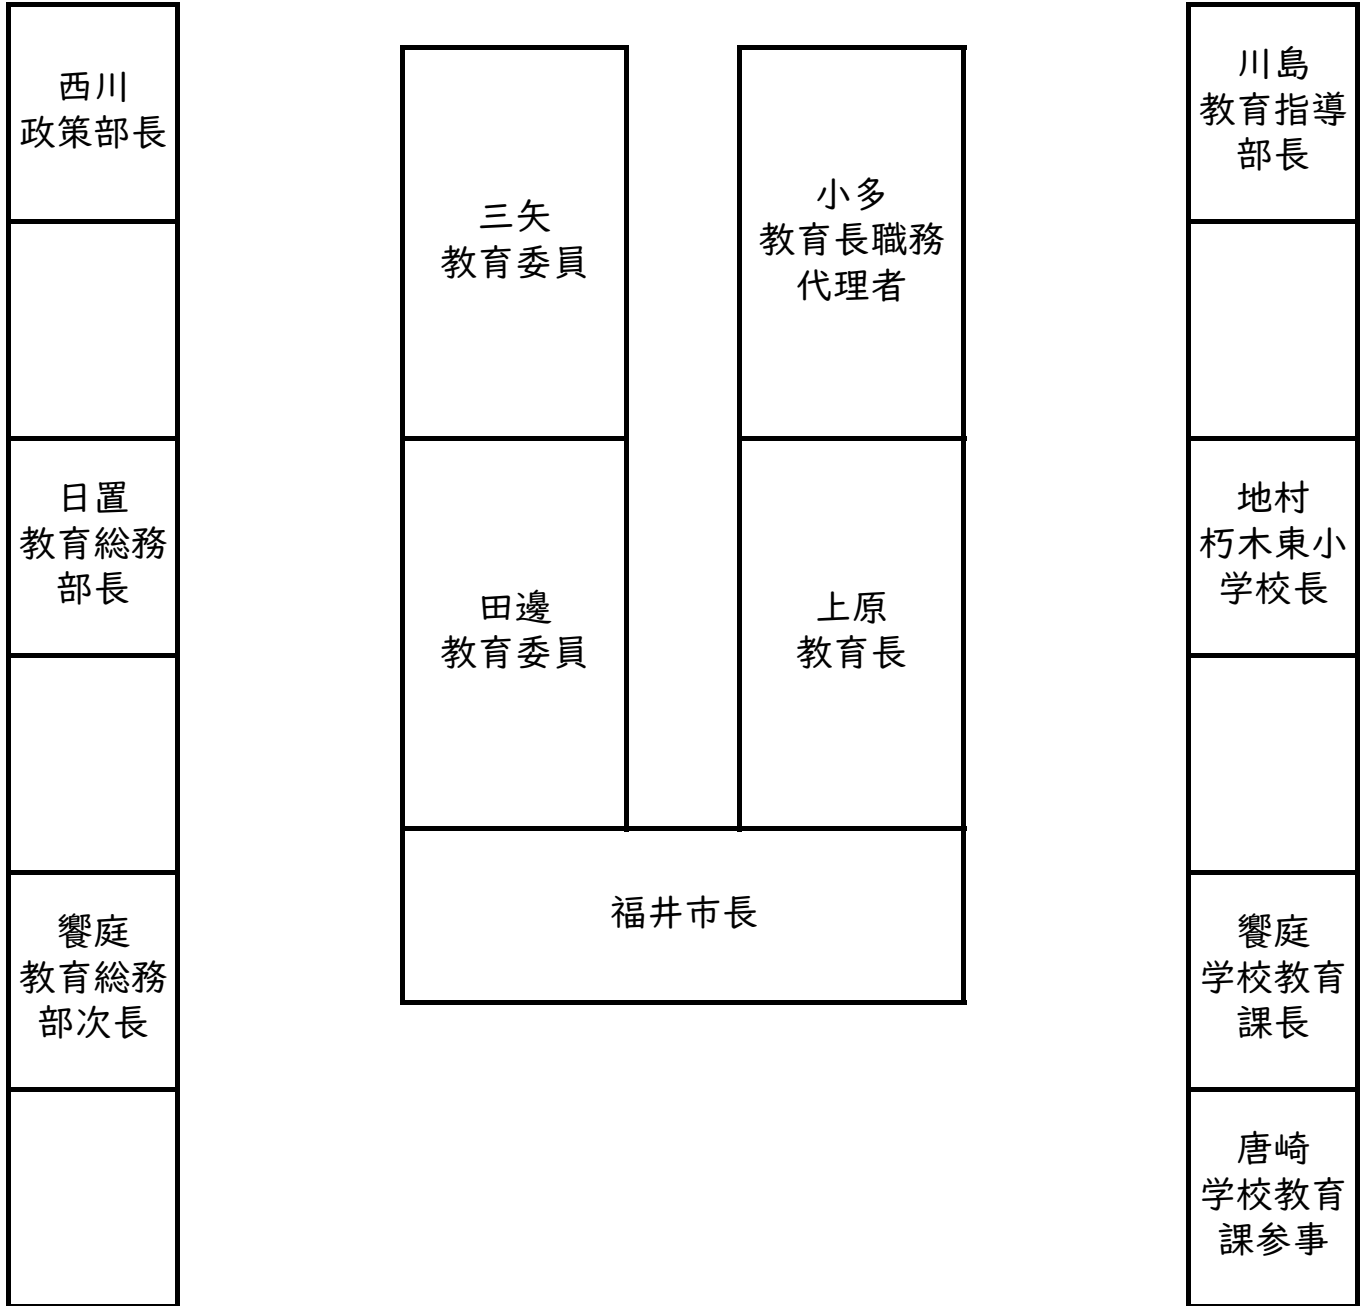 西川
政策部長
日置
教育総務
部長
饗庭
教育総務
部次長
三矢
教育委員
田邊
教育委員
小多
教育長職務
代理者
上原
教育長
福井市長
川島
教育指導
部長
地村
朽木東小
学校長
饗庭
学校教育
課長
唐崎
学校教育
課参事